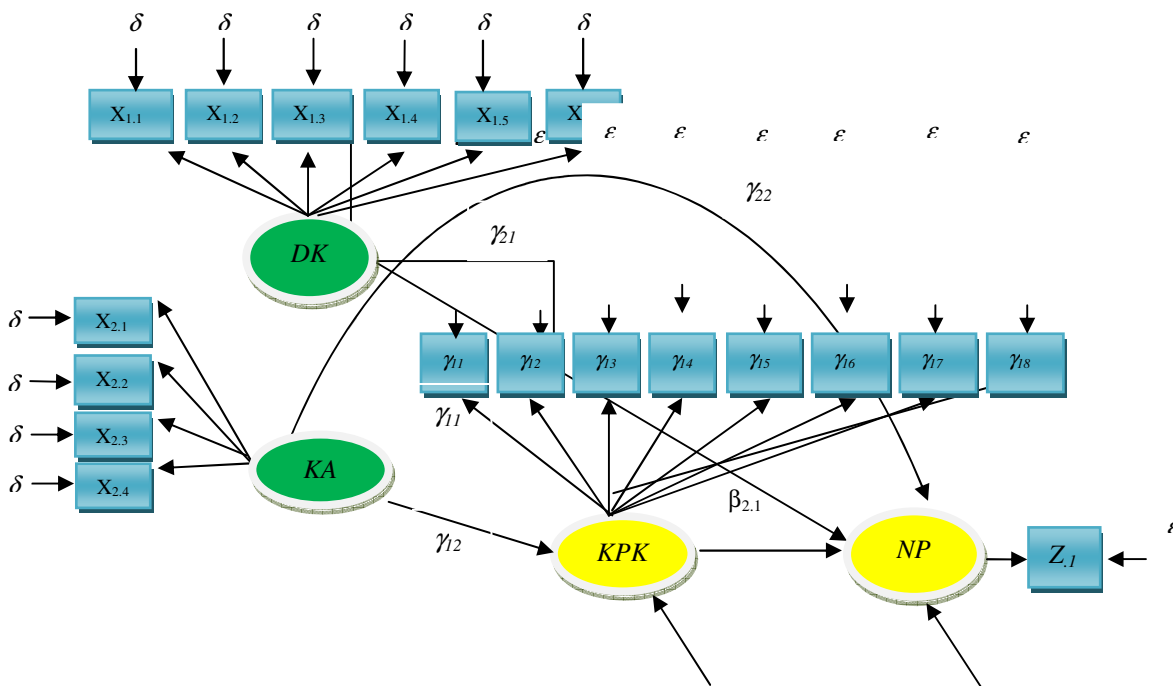 δ δ δ δ δ δ
X1.1 X1.2 X1.3 X1.4 X1.5 X
ε ε ε ε ε ε ε
γ22
DK γ21
δ X2.1
γ11 γ12 γ13 γ14 γ15 γ16 γ17 γ18
δ X2.2
γ11
δ X2.3
KA
δ X2.4
β2.1
γ12
KPK NP Z.1 ε